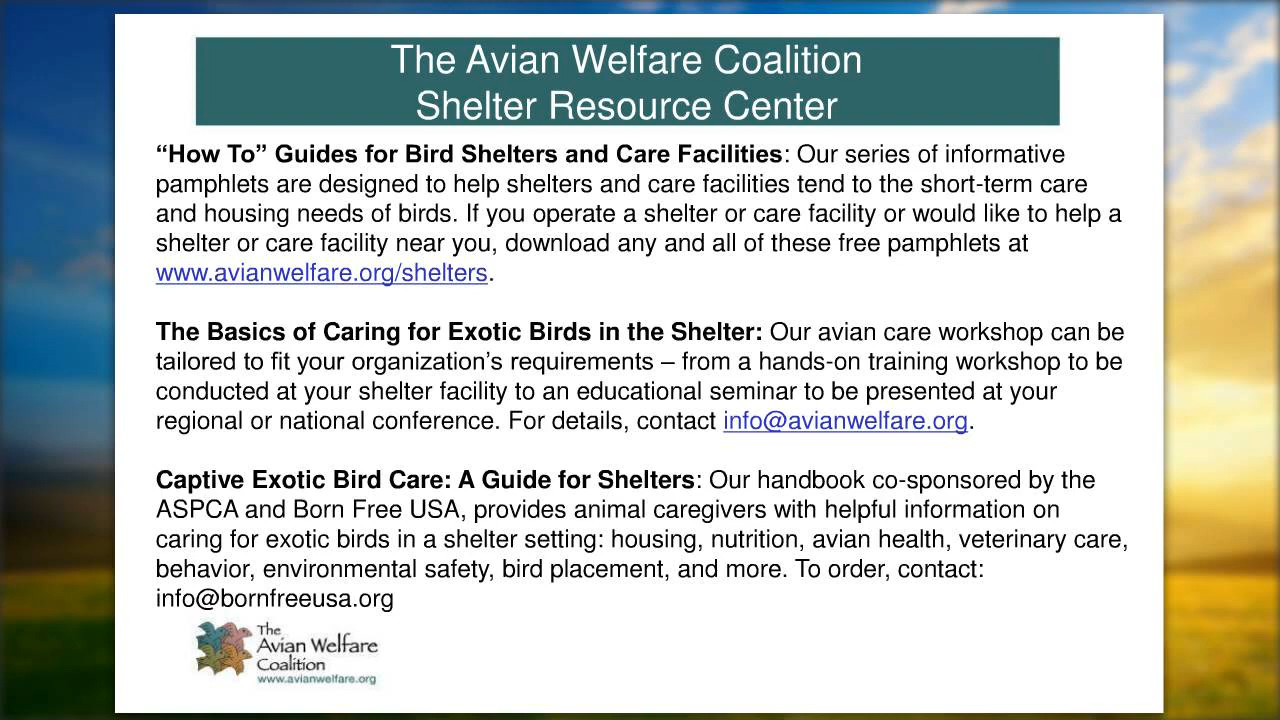 The Avian Welfare Coalition
Shelter Resource Center
“How To” Guides for Bird Shelters and Care Facilities: Our series of informative
pamphlets are designed to help shelters and care facilities tend to the short-term care
and housing needs of birds. If you operate a shelter or care facility or would like to help a
shelter or care facility near you, download any and all of these free pamphlets at
www.avianwelfare.org/shelters.
The Basics of Caring for Exotic Birds in the Shelter: Our avian care workshop can be
tailored to fit your organization’s requirements – from a hands-on training workshop to be
conducted at your shelter facility to an educational seminar to be presented at your
regional or national conference. For details, contact info@avianwelfare.org.
Captive Exotic Bird Care: A Guide for Shelters: Our handbook co-sponsored by the
ASPCA and Born Free USA, provides animal caregivers with helpful information on
caring for exotic birds in a shelter setting: housing, nutrition, avian health, veterinary care,
behavior, environmental safety, bird placement, and more. To order, contact:
info@bornfreeusa.org
The
Avian Welfare
Coalition
www.avianwelfare.org